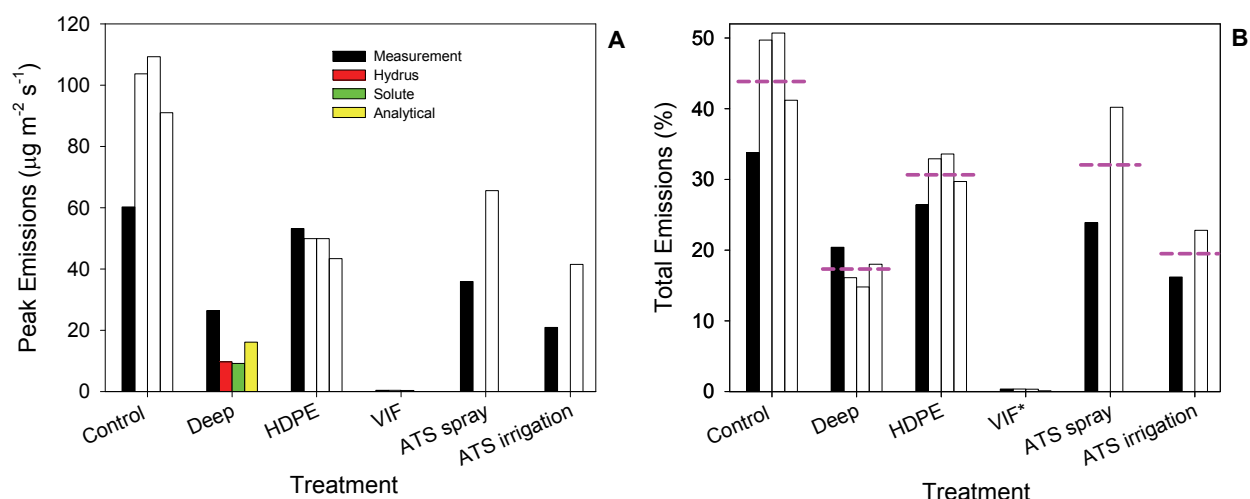 A
Peak Emissions (μg m⁻² s⁻¹)
120
100
80
60
40
20
0
Measurement
Hydrus
Solute
Analytical
Control
Deep
HDPE
VIF
ATS spray
ATS irrigation
Treatment
B
Total Emissions (%)
50
40
30
20
10
0
Control
Deep
HDPE
VIF*
ATS spray
ATS irrigation
Treatment